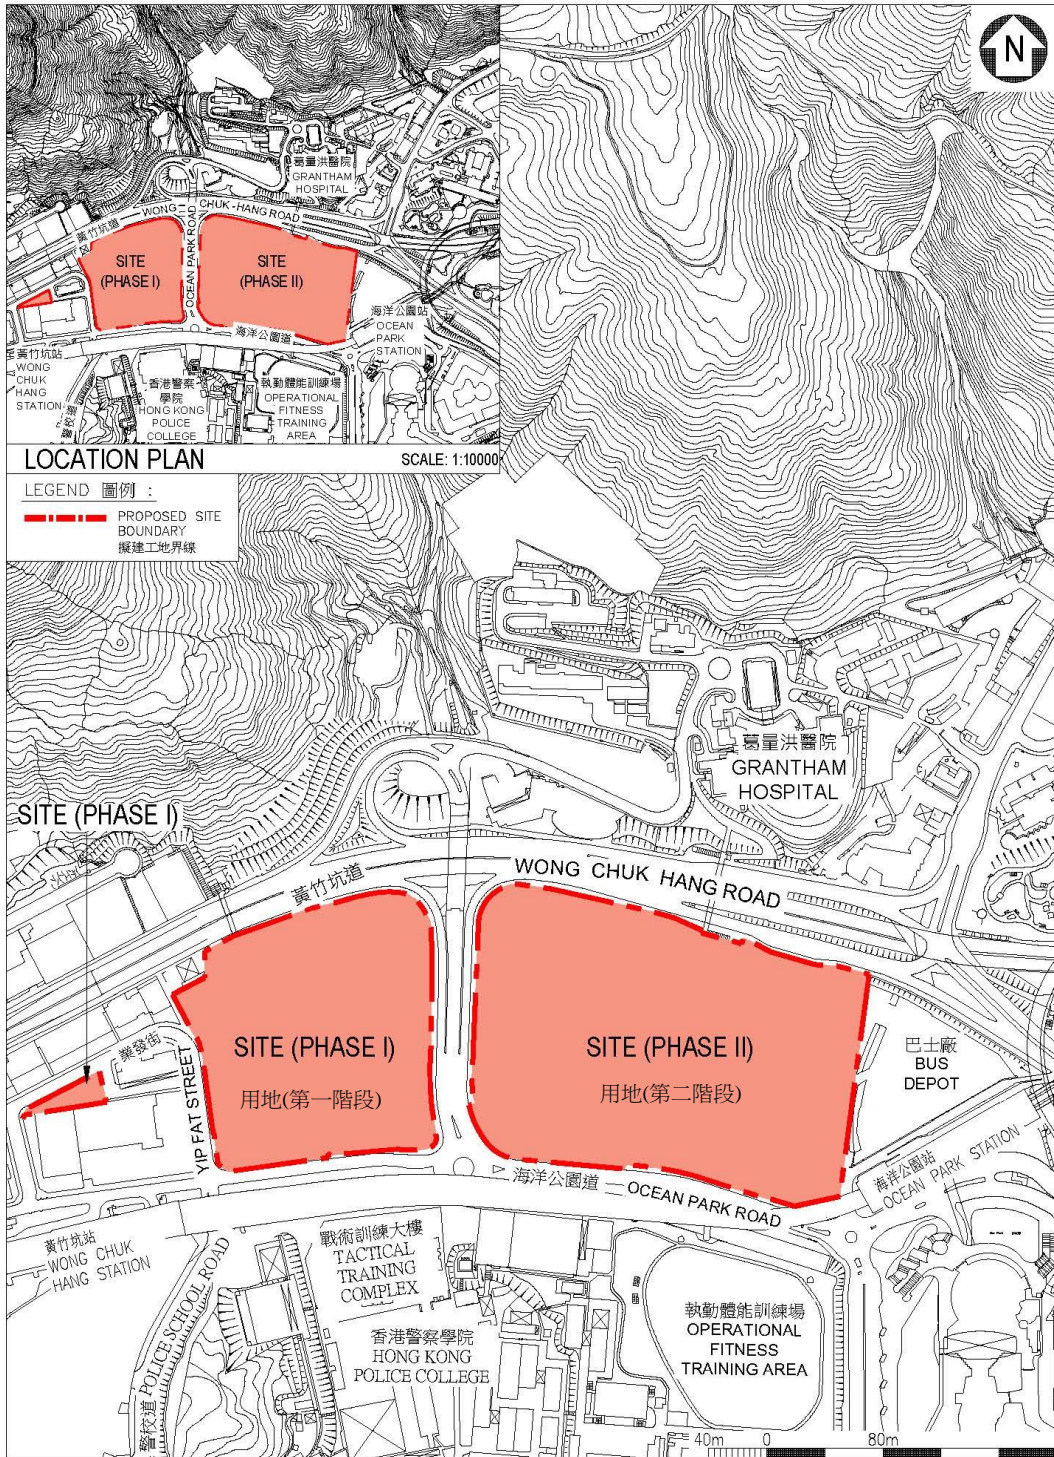 N
葛量洪醫院
GRANTHAM
HOSPITAL
黃竹坑道
WONG CHUK HANG ROAD
OCEAN PARK ROAD
SITE
(PHASE I)
SITE
(PHASE II)
海洋公園道
海洋公園站
OCEAN
PARK
STATION
黃竹坑站
WONG
CHUK
HANG
STATION
警校道
香港警察
學院
HONG KONG
POLICE
COLLEGE
執勤體能訓練場
OPERATIONAL
FITNESS
TRAINING
AREA
LOCATION PLAN
SCALE: 1:10000
LEGEND 圖例 :
PROPOSED SITE
BOUNDARY
擬建工地界線
葛量洪醫院
GRANTHAM
HOSPITAL
SITE (PHASE I)
黃竹坑道
WONG CHUK HANG ROAD
業發街
YIP FAT STREET
SITE (PHASE I)
用地(第一階段)
SITE (PHASE II)
用地(第二階段)
巴士廠
BUS
DEPOT
海洋公園道
OCEAN PARK ROAD
海洋公園站
OCEAN PARK STATION
黃竹坑站
WONG CHUK
HANG STATION
警校道 POLICE SCHOOL ROAD
戰術訓練大樓
TACTICAL
TRAINING
COMPLEX
香港警察學院
HONG KONG
POLICE COLLEGE
執勤體能訓練場
OPERATIONAL
FITNESS
TRAINING AREA
40m 0 80m